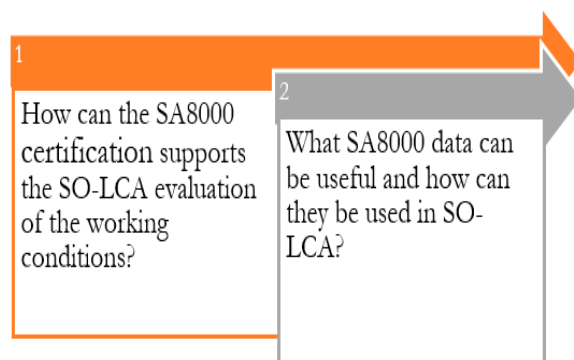 1
How can the SA8000
certification supports
the SO-LCA evaluation
of the working
conditions?
2
What SA8000 data can
be useful and how can
they be used in SO-
LCA?